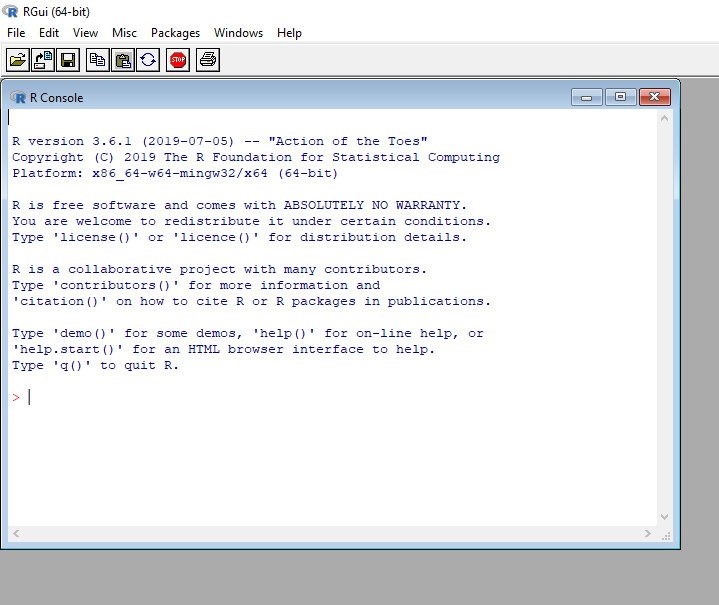 RGui (64-bit)
File Edit View Misc Packages Windows Help
STOP
R Console
R version 3.6.1 (2019-07-05) -- "Action of the Toes"
Copyright (C) 2019 The R Foundation for Statistical Computing
Platform: x86_64-w64-mingw32/x64 (64-bit)
R is free software and comes with ABSOLUTELY NO WARRANTY.
You are welcome to redistribute it under certain conditions.
Type 'license()' or 'licence()' for distribution details.
R is a collaborative project with many contributors.
Type 'contributors()' for more information and
'citation()' on how to cite R or R packages in publications.
Type 'demo()' for some demos, 'help()' for on-line help, or
'help.start()' for an HTML browser interface to help.
Type 'q()' to quit R.
>